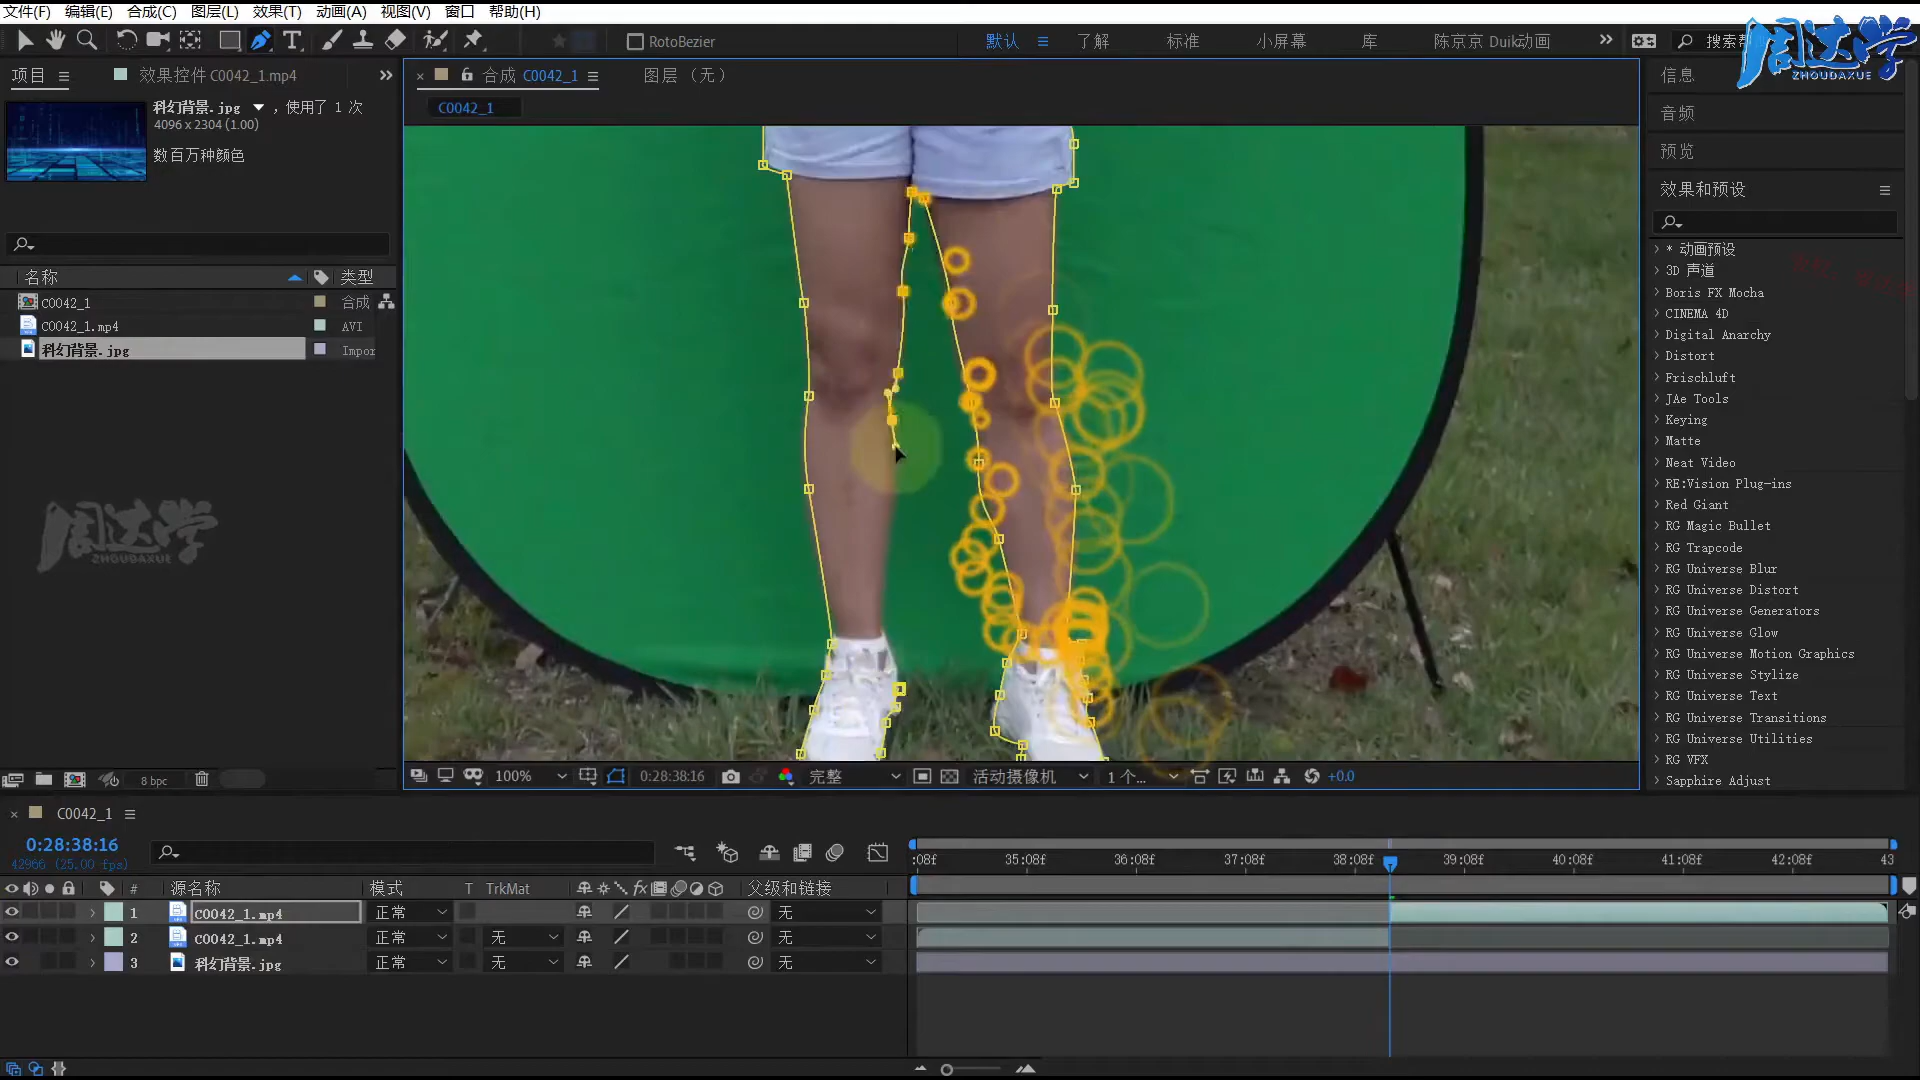 文件(F) 编辑(E) 合成(C) 图层(L) 效果(T) 动画(A) 视图(V) 窗口 帮助(H)
RotoBezier 默认 了解 标准 小屏幕 库 陈京京 Duik动画 搜索帮
周达学
ZHOUDAXUE
项目 效果控件 C0042_1.mp4
合成 C0042_1 图层 （无）
C0042_1
科幻背景.jpg ，使用了 1 次
4096 x 2304 (1.00)
数百万种颜色
名称 类型
C0042_1 合成
C0042_1.mp4 AVI
科幻背景.jpg Impor
周达学
ZHOUDAXUE
8 bpc
100% 0:28:38:16 完整 活动摄像机 1 个... +0.0
信息
音频
预览
效果和预设
* 动画预设
3D 声道
Boris FX Mocha
CINEMA 4D
Digital Anarchy
Distort
Frischluft
JAe Tools
Keying
Matte
Neat Video
RE:Vision Plug-ins
Red Giant
RG Magic Bullet
RG Trapcode
RG Universe Blur
RG Universe Distort
RG Universe Generators
RG Universe Glow
RG Universe Motion Graphics
RG Universe Stylize
RG Universe Text
RG Universe Transitions
RG Universe Utilities
RG VFX
Sapphire Adjust
C0042_1
0:28:38:16
42966 (25.00 fps)
:08f 35:08f 36:08f 37:08f 38:08f 39:08f 40:08f 41:08f 42:08f 43
# 源名称 模式 T TrkMat fx 父级和链接
1 C0042_1.mp4 正常 无
2 C0042_1.mp4 正常 无 无
3 科幻背景.jpg 正常 无 无